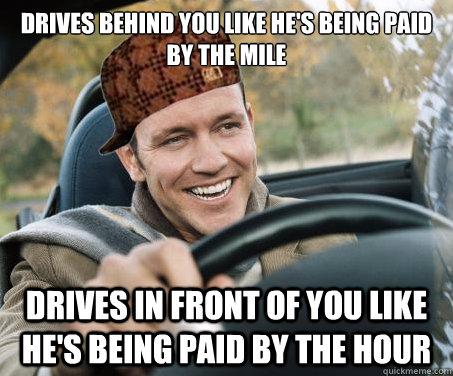 DRIVES BEHIND YOU LIKE HE'S BEING PAID
BY THE MILE
DRIVES IN FRONT OF YOU LIKE
HE'S BEING PAID BY THE HOUR
quickmeme.com